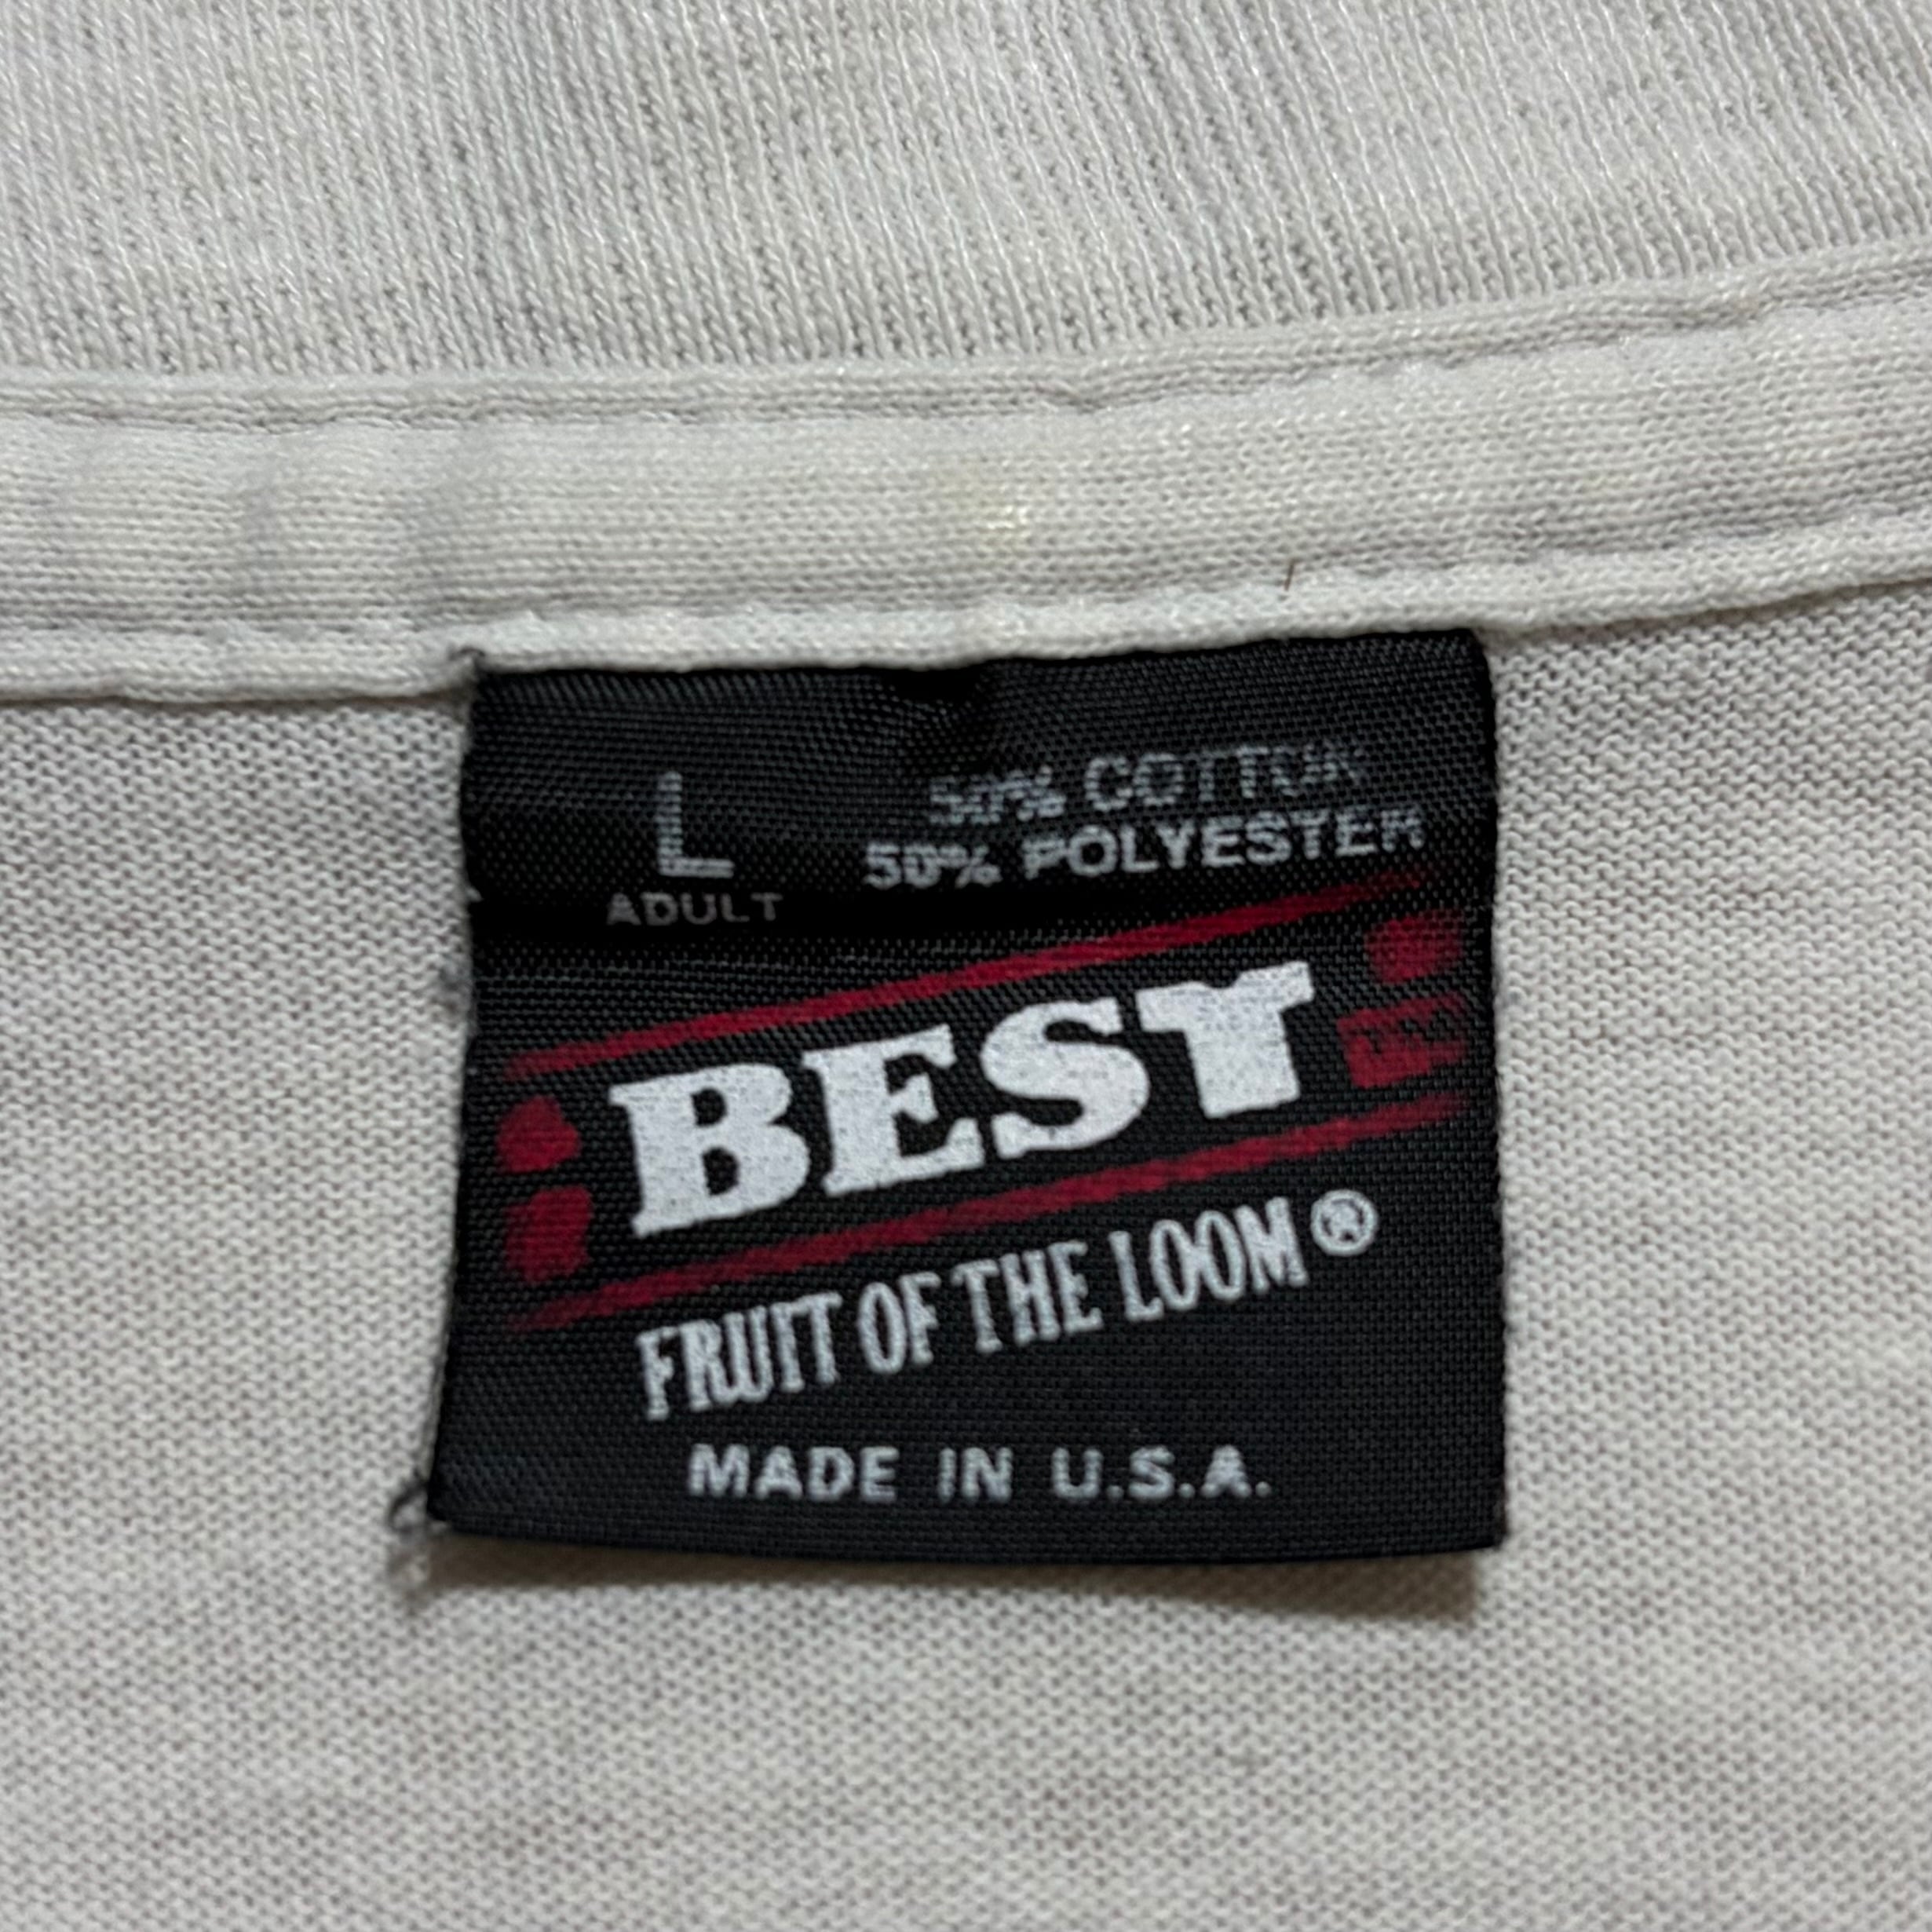 L
ADULT
50% COTTON
50% POLYESTER
BEST
FRUIT OF THE LOOM®
MADE IN U.S.A.